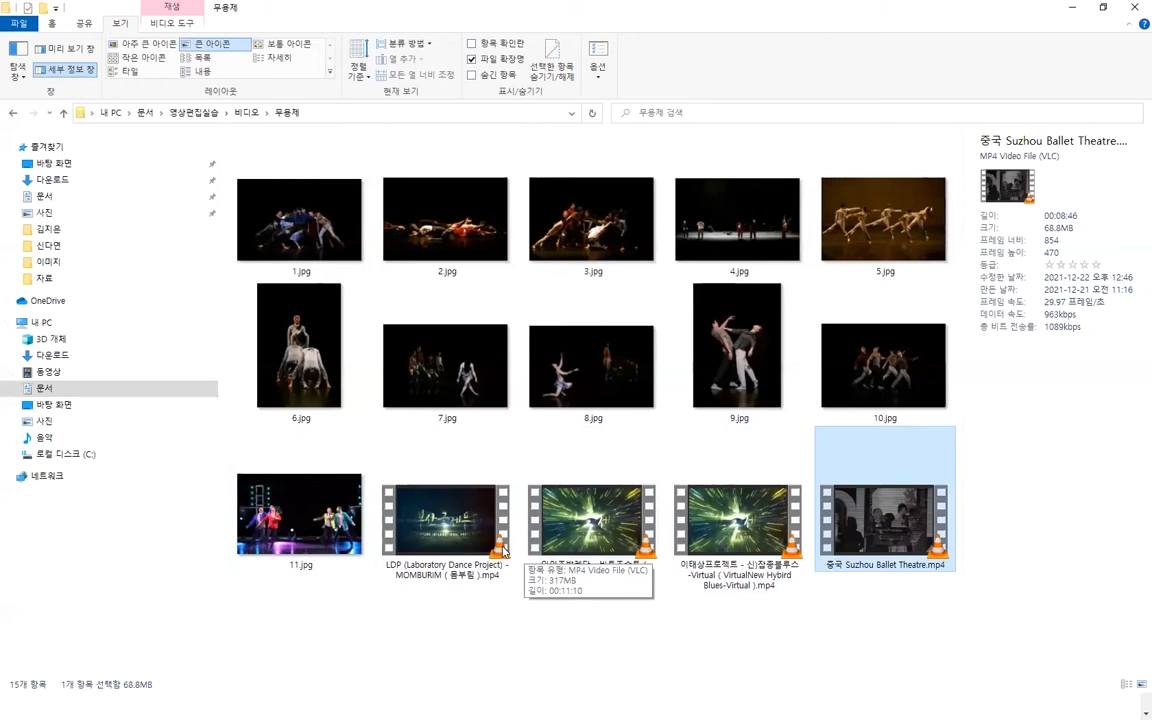 재생
무용제
파일
홈
공유
보기
비디오 도구
탐색
창
미리 보기 창
세부 정보 창
창
아주 큰 아이콘
큰 아이콘
보통 아이콘
작은 아이콘
목록
자세히
타일
내용
레이아웃
정렬
기준
분류 방법
열 추가
모든 열 너비 조정
현재 보기
항목 확인란
파일 확장명
숨긴 항목
선택한 항목
숨기기/해제
표시/숨기기
옵션
내 PC > 문서 > 영상편집실습 > 비디오 > 무용제
무용제 검색
즐겨찾기
바탕 화면
다운로드
문서
사진
김지은
신다면
이미지
자료
OneDrive
내 PC
3D 개체
다운로드
동영상
문서
바탕 화면
사진
음악
로컬 디스크 (C:)
네트워크
1.jpg
2.jpg
3.jpg
4.jpg
5.jpg
6.jpg
7.jpg
8.jpg
9.jpg
10.jpg
11.jpg
LDP (Laboratory Dance Project) -
MOMBURIM ( 몸부림 ).mp4
이태상프로젝트 - 신)잡종블루스
-Virtual ( VirtualNew Hybird
Blues-Virtual ).mp4
중국 Suzhou Ballet Theatre.mp4
항목 유형: MP4 Video File (VLC)
크기: 317MB
길이: 00:11:10
중국 Suzhou Ballet Theatre....
MP4 Video File (VLC)
길이: 00:08:46
크기: 68.8MB
프레임 너비: 854
프레임 높이: 470
등급: ☆☆☆☆☆
수정한 날짜: 2021-12-22 오후 12:46
만든 날짜: 2021-12-21 오전 11:16
프레임 속도: 29.97 프레임/초
데이터 속도: 963kbps
총 비트 전송률: 1089kbps
15개 항목
1개 항목 선택함 68.8MB